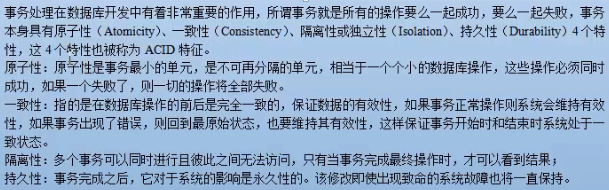 事务处理在数据库开发中有着非常重要的作用，所谓事务就是所有的操作要么一起成功，要么一起失败，事务
本身具有原子性（Atomicity）、一致性（Consistency）、隔离性或独立性（Isolation）、持久性（Durability）4个特
性，这 4 个特性也被称为 ACID 特征。
原子性：原子性是事务最小的单元，是不可再分隔的单元，相当于一个个小的数据库操作，这些操作必须同时
成功，如果一个失败了，则一切的操作将全部失败。
一致性：指的是在数据库操作的前后是完全一致的，保证数据的有效性，如果事务正常操作则系统会维持有效
性，如果事务出现了错误，则回到最原始状态，也要维持其有效性，这样保证事务开始时和结束时系统处于一
致状态。
隔离性：多个事务可以同时进行且彼此之间无法访问，只有当事务完成最终操作时，才可以看到结果；
持久性：事务完成之后，它对于系统的影响是永久性的。该修改即使出现致命的系统故障也将一直保持。